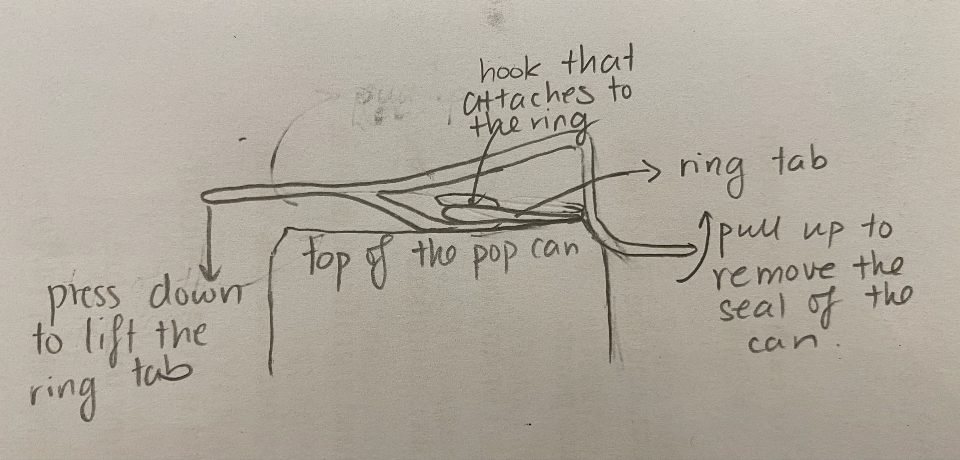 hook that
attaches to
the ring
ring tab
top of the pop can
pull up to
remove the
seal of the
can.
press down
to lift the
ring tab